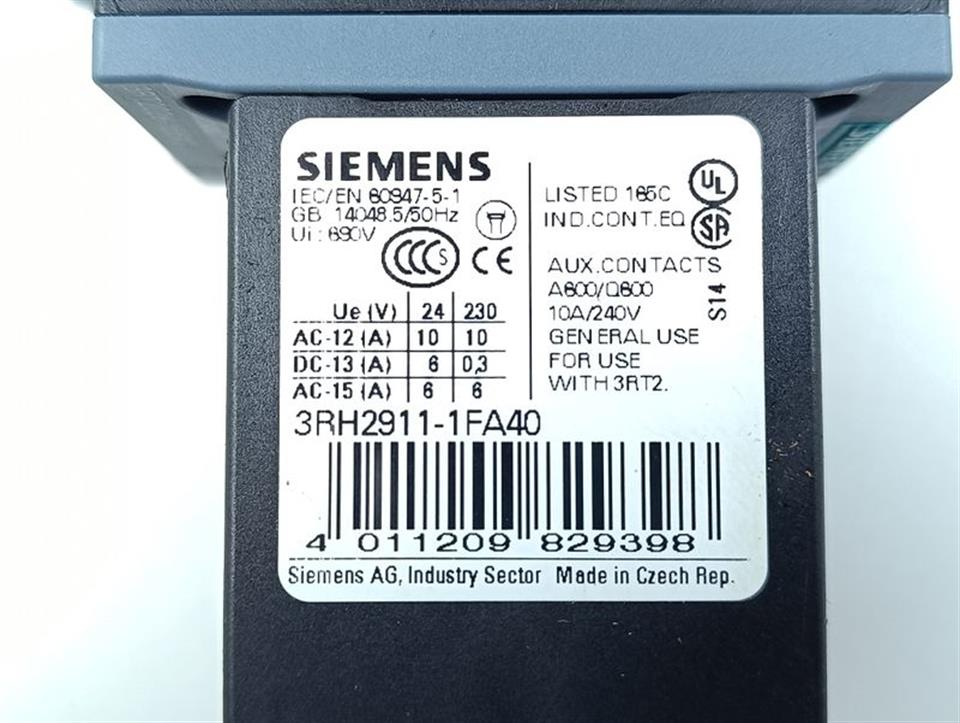 SIEMENS
IEC/EN 60947-5-1
GB 14048.5/50Hz
Ui : 690V
CCC S
CE
Ue (V) 24 230
AC-12 (A) 10 10
DC-13 (A) 6 0,3
AC-15 (A) 6 6
LISTED 165C
IND.CONT.EQ
UL
SA
AUX.CONTACTS
A600/Q600
10A/240V
GENERAL USE
FOR USE
WITH 3RT2.
S14
3RH2911-1FA40
4 011209 829398
Siemens AG, Industry Sector Made in Czech Rep.